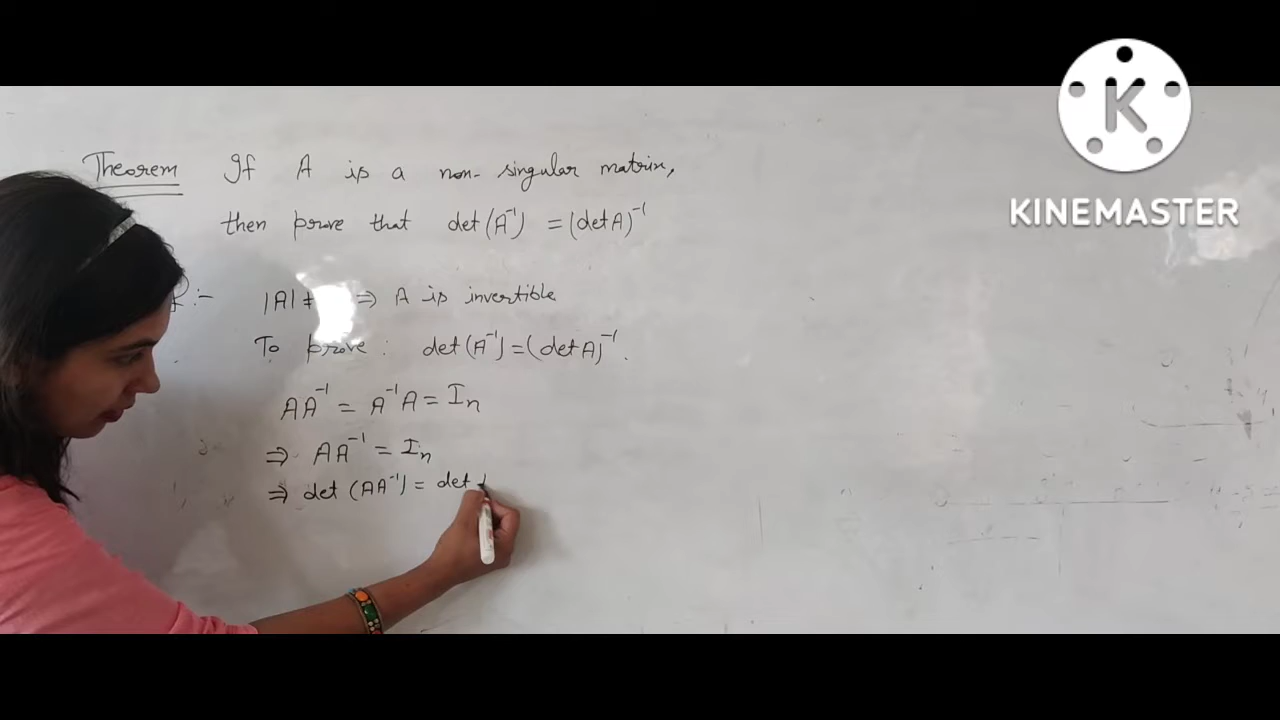 Theorem If A is a non-singular matrix,
then prove that det(A⁻¹) = (det A)⁻¹
:- |A| ≠ ⇒ A is invertible
To prove: det(A⁻¹) = (det A)⁻¹.
AA⁻¹ = A⁻¹A = Iₙ
⇒ AA⁻¹ = Iₙ
⇒ det (AA⁻¹) = det
K
KINEMASTER